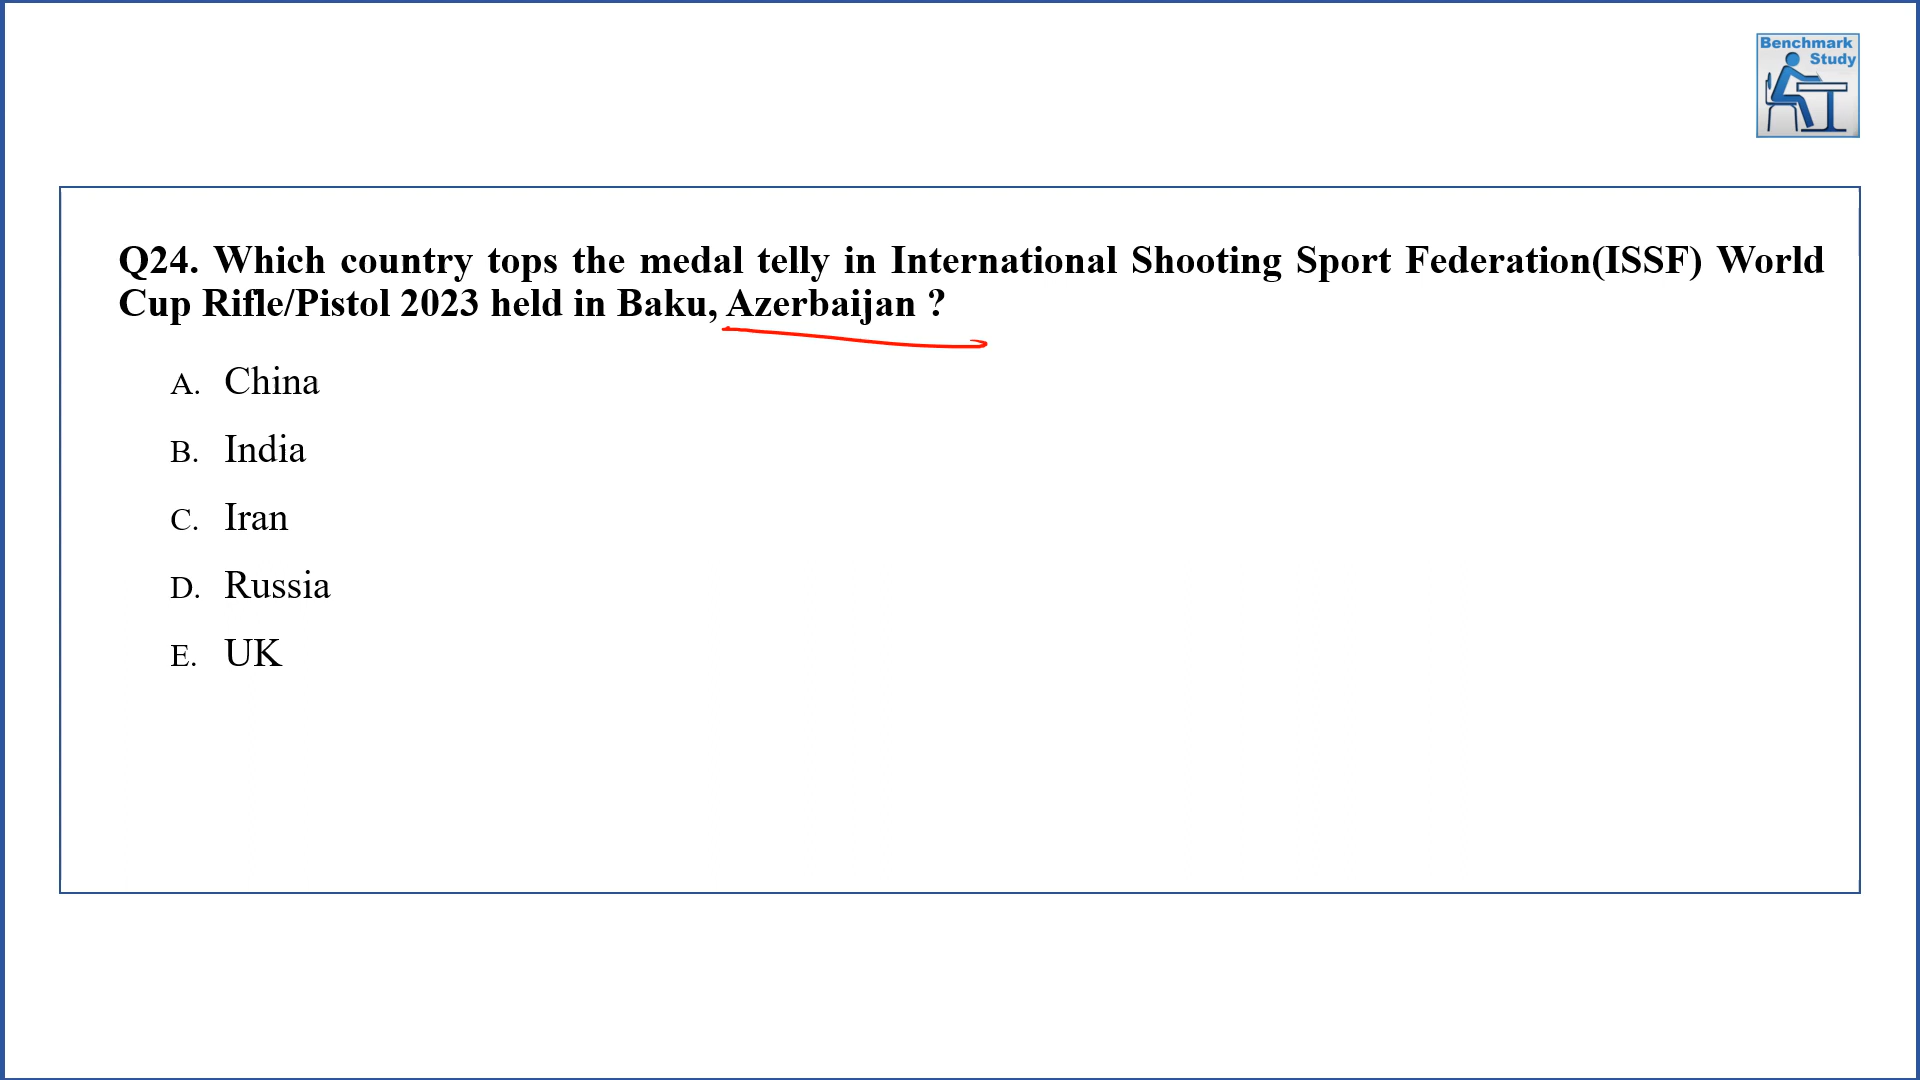 Benchmark
Study
Q24. Which country tops the medal telly in International Shooting Sport Federation(ISSF) World
Cup Rifle/Pistol 2023 held in Baku, Azerbaijan ?
A. China
B. India
C. Iran
D. Russia
E. UK